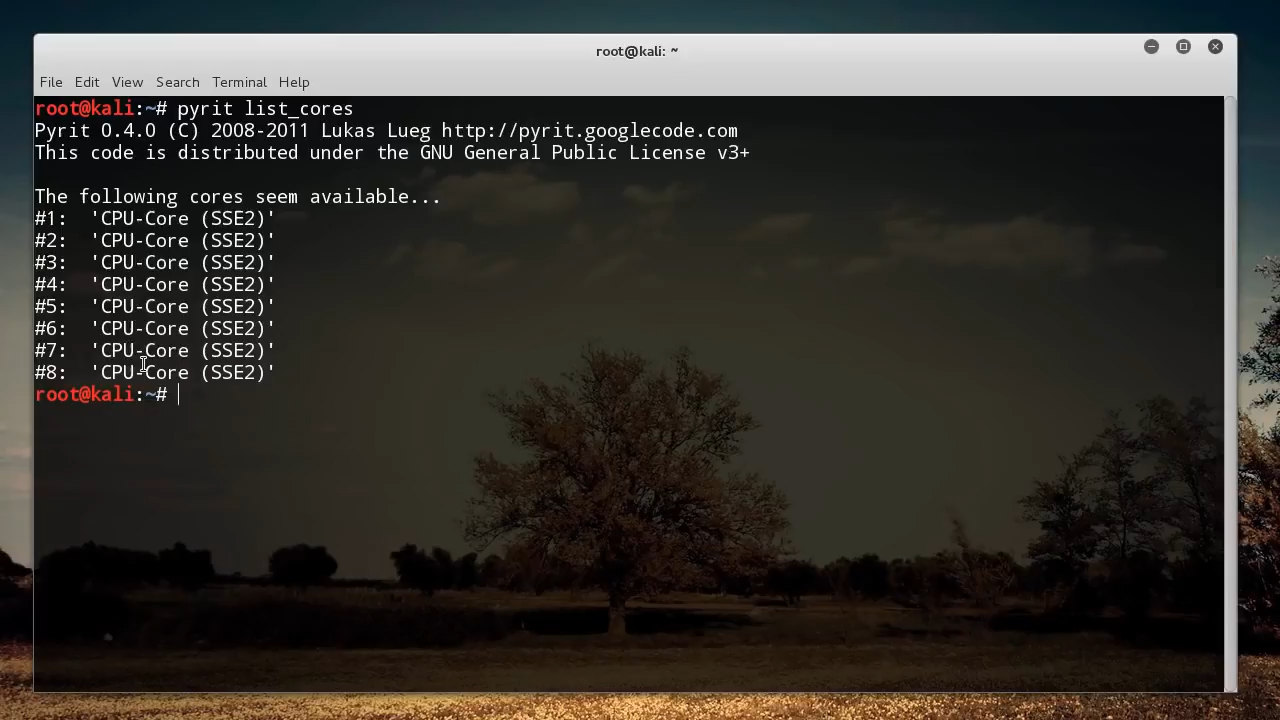 root@kali: ~
File Edit View Search Terminal Help
root@kali:~# pyrit list_cores
Pyrit 0.4.0 (C) 2008-2011 Lukas Lueg http://pyrit.googlecode.com
This code is distributed under the GNU General Public License v3+
The following cores seem available...
#1:  'CPU-Core (SSE2)'
#2:  'CPU-Core (SSE2)'
#3:  'CPU-Core (SSE2)'
#4:  'CPU-Core (SSE2)'
#5:  'CPU-Core (SSE2)'
#6:  'CPU-Core (SSE2)'
#7:  'CPU-Core (SSE2)'
#8:  'CPU-Core (SSE2)'
root@kali:~#